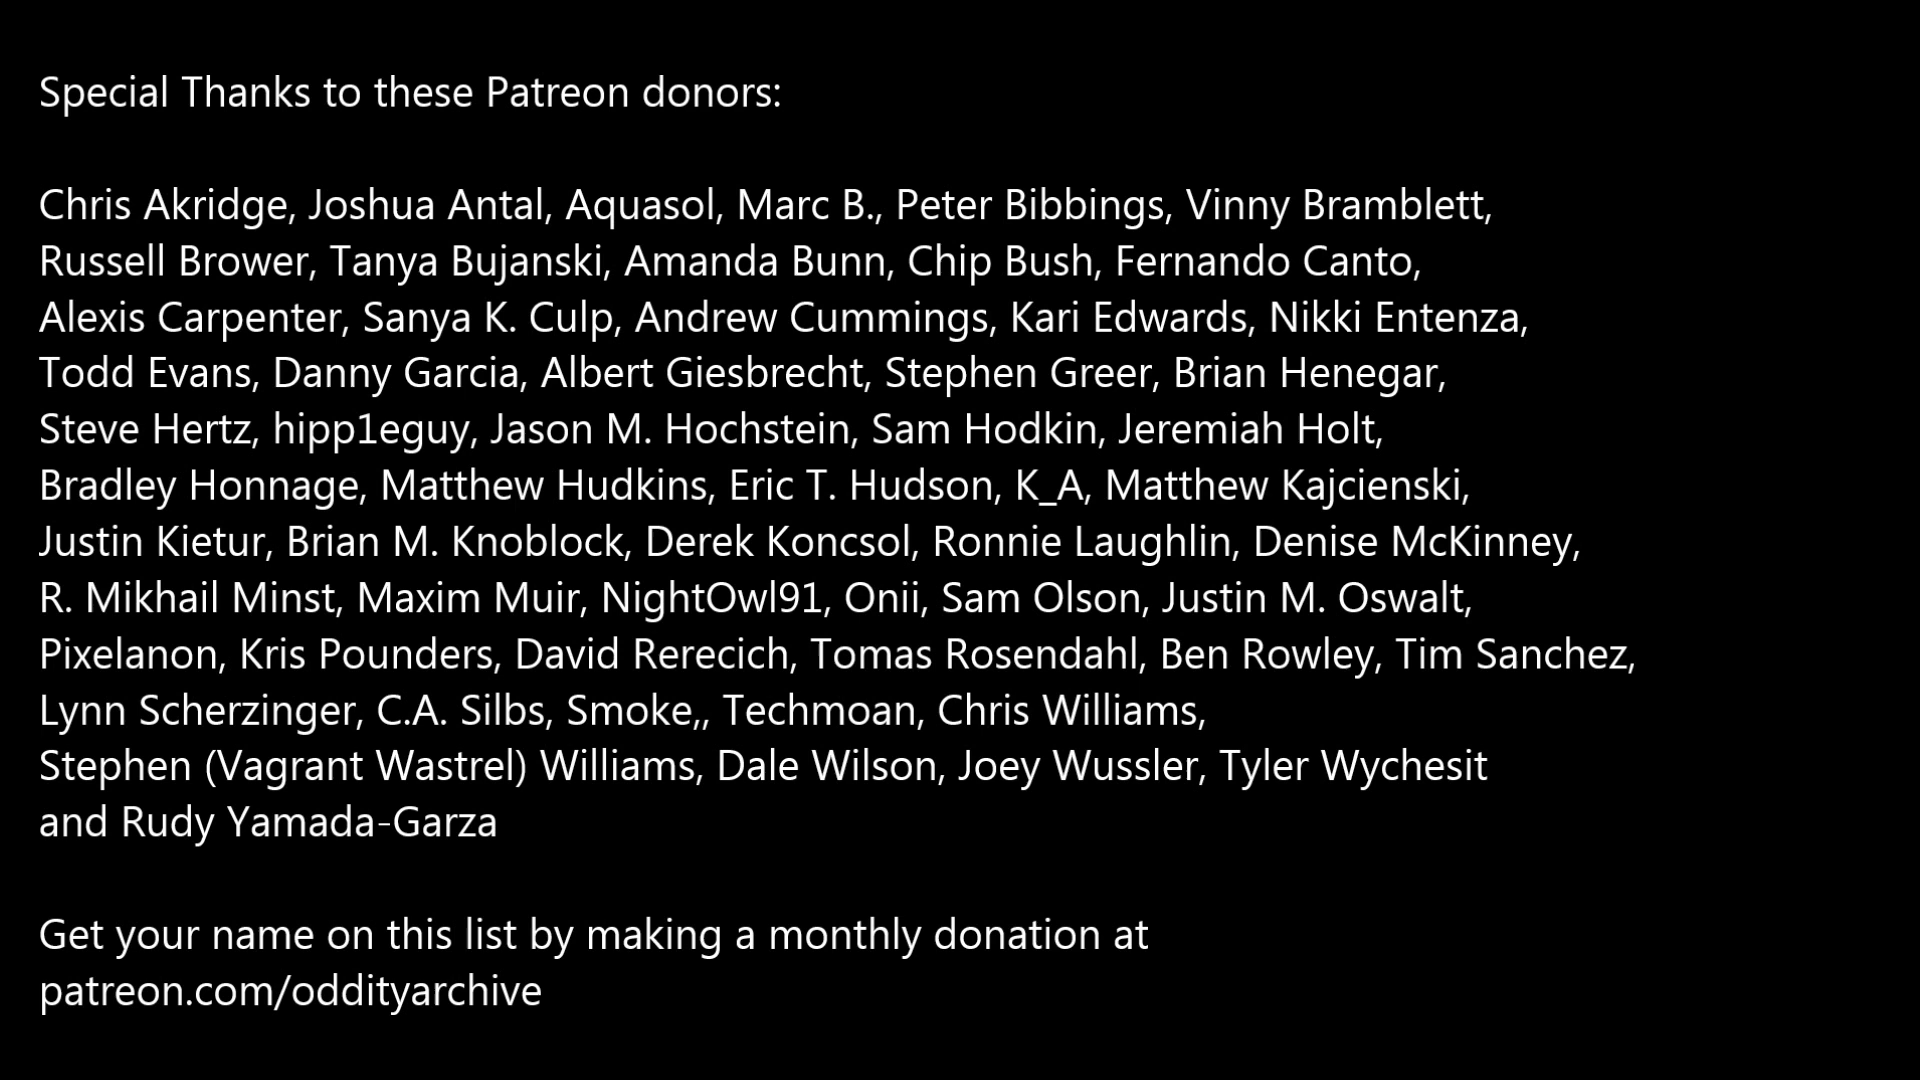 Special Thanks to these Patreon donors:
Chris Akridge, Joshua Antal, Aquasol, Marc B., Peter Bibbings, Vinny Bramblett,
Russell Brower, Tanya Bujanski, Amanda Bunn, Chip Bush, Fernando Canto,
Alexis Carpenter, Sanya K. Culp, Andrew Cummings, Kari Edwards, Nikki Entenza,
Todd Evans, Danny Garcia, Albert Giesbrecht, Stephen Greer, Brian Henegar,
Steve Hertz, hipp1eguy, Jason M. Hochstein, Sam Hodkin, Jeremiah Holt,
Bradley Honnage, Matthew Hudkins, Eric T. Hudson, K_A, Matthew Kajcienski,
Justin Kietur, Brian M. Knoblock, Derek Koncsol, Ronnie Laughlin, Denise McKinney,
R. Mikhail Minst, Maxim Muir, NightOwl91, Onii, Sam Olson, Justin M. Oswalt,
Pixelanon, Kris Pounders, David Rerecich, Tomas Rosendahl, Ben Rowley, Tim Sanchez,
Lynn Scherzinger, C.A. Silbs, Smoke,, Techmoan, Chris Williams,
Stephen (Vagrant Wastrel) Williams, Dale Wilson, Joey Wussler, Tyler Wychesit
and Rudy Yamada-Garza
Get your name on this list by making a monthly donation at
patreon.com/oddityarchive